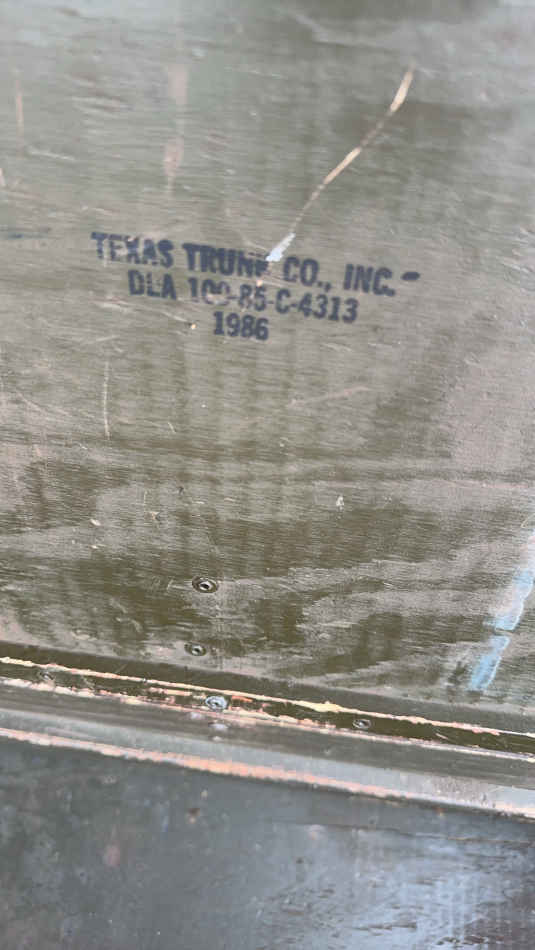 TEXAS TRUNK CO., INC.
DLA 100-85-C-4313
1986